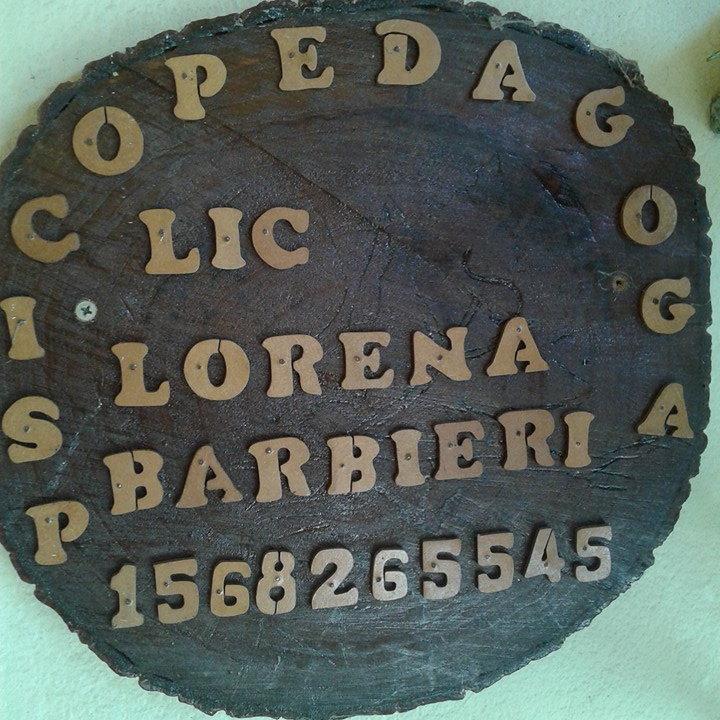 PSICOPEDAGOGA
LIC
LORENA
BARBIERI
1568265545